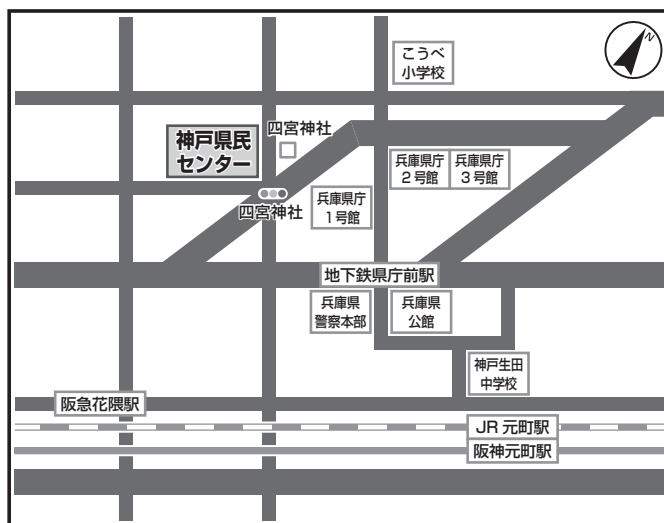 こうべ
小学校
N
四宮神社
神戸県民
センター
兵庫県庁
2号館
兵庫県庁
3号館
四宮神社
兵庫県庁
1号館
地下鉄県庁前駅
兵庫県
警察本部
兵庫県
公館
神戸生田
中学校
阪急花隈駅
JR 元町駅
阪神元町駅